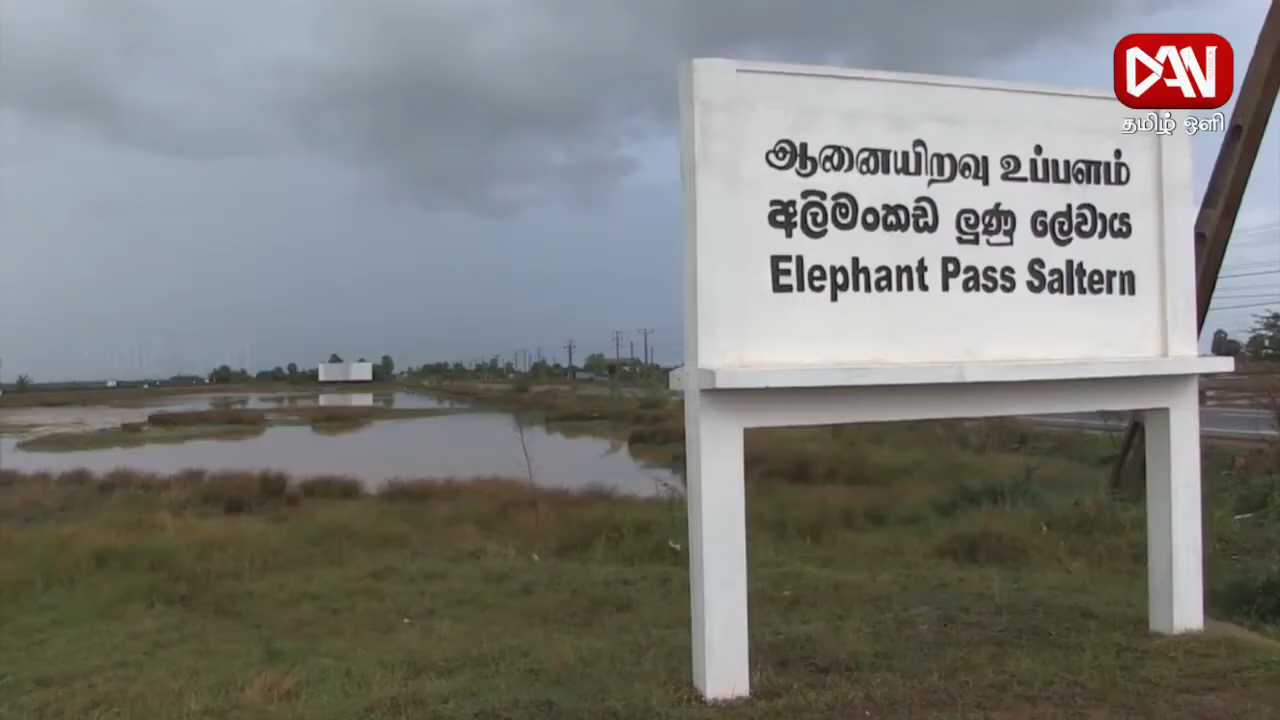 DAN
தமிழ் ஒளி
ஆனையிறவு உப்பளம்
අලිමංකඩ ලුණු ලේවාය
Elephant Pass Saltern